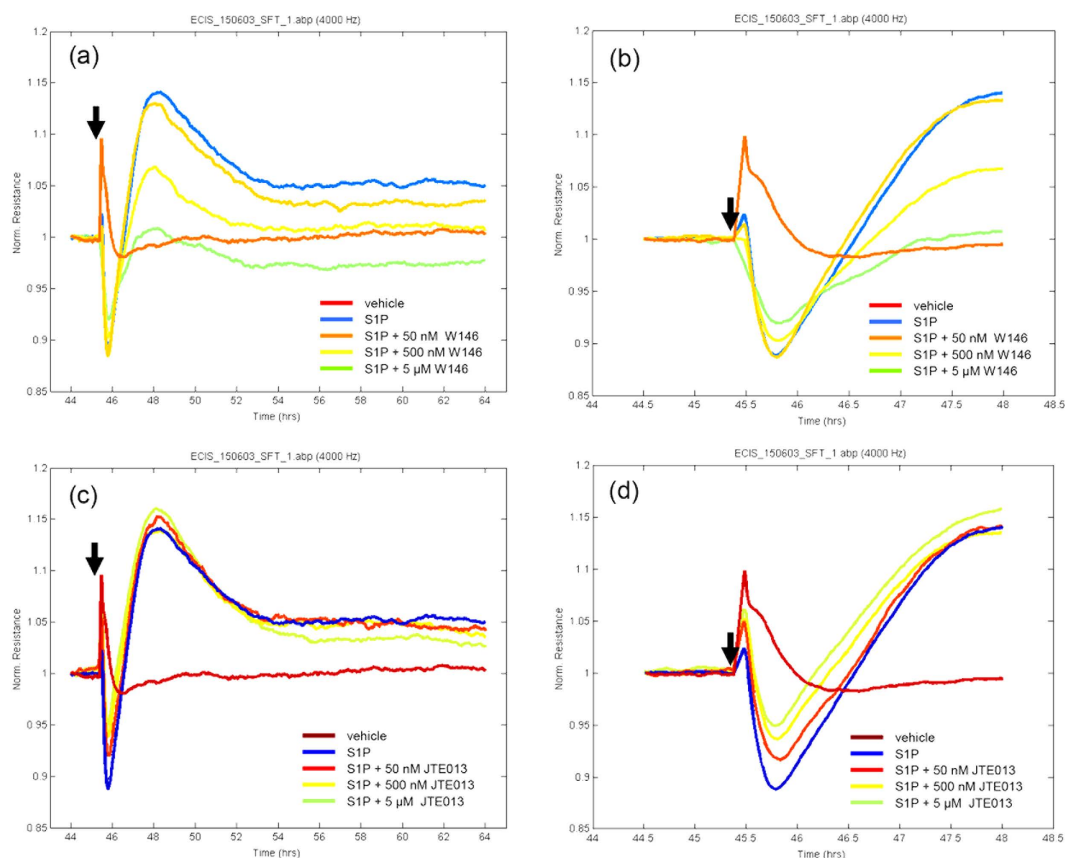 ECIS_150603_SFT_1.abp (4000 Hz)
(a)
Norm. Resistance
1.2
1.15
1.1
1.05
1
0.95
0.9
0.85
vehicle
S1P
S1P + 50 nM W146
S1P + 500 nM W146
S1P + 5 µM W146
44 46 48 50 52 54 56 58 60 62 64
Time (hrs)
ECIS_150603_SFT_1.abp (4000 Hz)
(b)
Norm. Resistance
1.2
1.15
1.1
1.05
1
0.95
0.9
0.85
vehicle
S1P
S1P + 50 nM W146
S1P + 500 nM W146
S1P + 5 µM W146
44 44.5 45 45.5 46 46.5 47 47.5 48 48.5
Time (hrs)
ECIS_150603_SFT_1.abp (4000 Hz)
(c)
Norm. Resistance
1.2
1.15
1.1
1.05
1
0.95
0.9
0.85
vehicle
S1P
S1P + 50 nM JTE013
S1P + 500 nM JTE013
S1P + 5 µM JTE013
44 46 48 50 52 54 56 58 60 62 64
Time (hrs)
ECIS_150603_SFT_1.abp (4000 Hz)
(d)
Norm. Resistance
1.2
1.15
1.1
1.05
1
0.95
0.9
0.85
vehicle
S1P
S1P + 50 nM JTE013
S1P + 500 nM JTE013
S1P + 5 µM JTE013
44 44.5 45 45.5 46 46.5 47 47.5 48 48.5
Time (hrs)